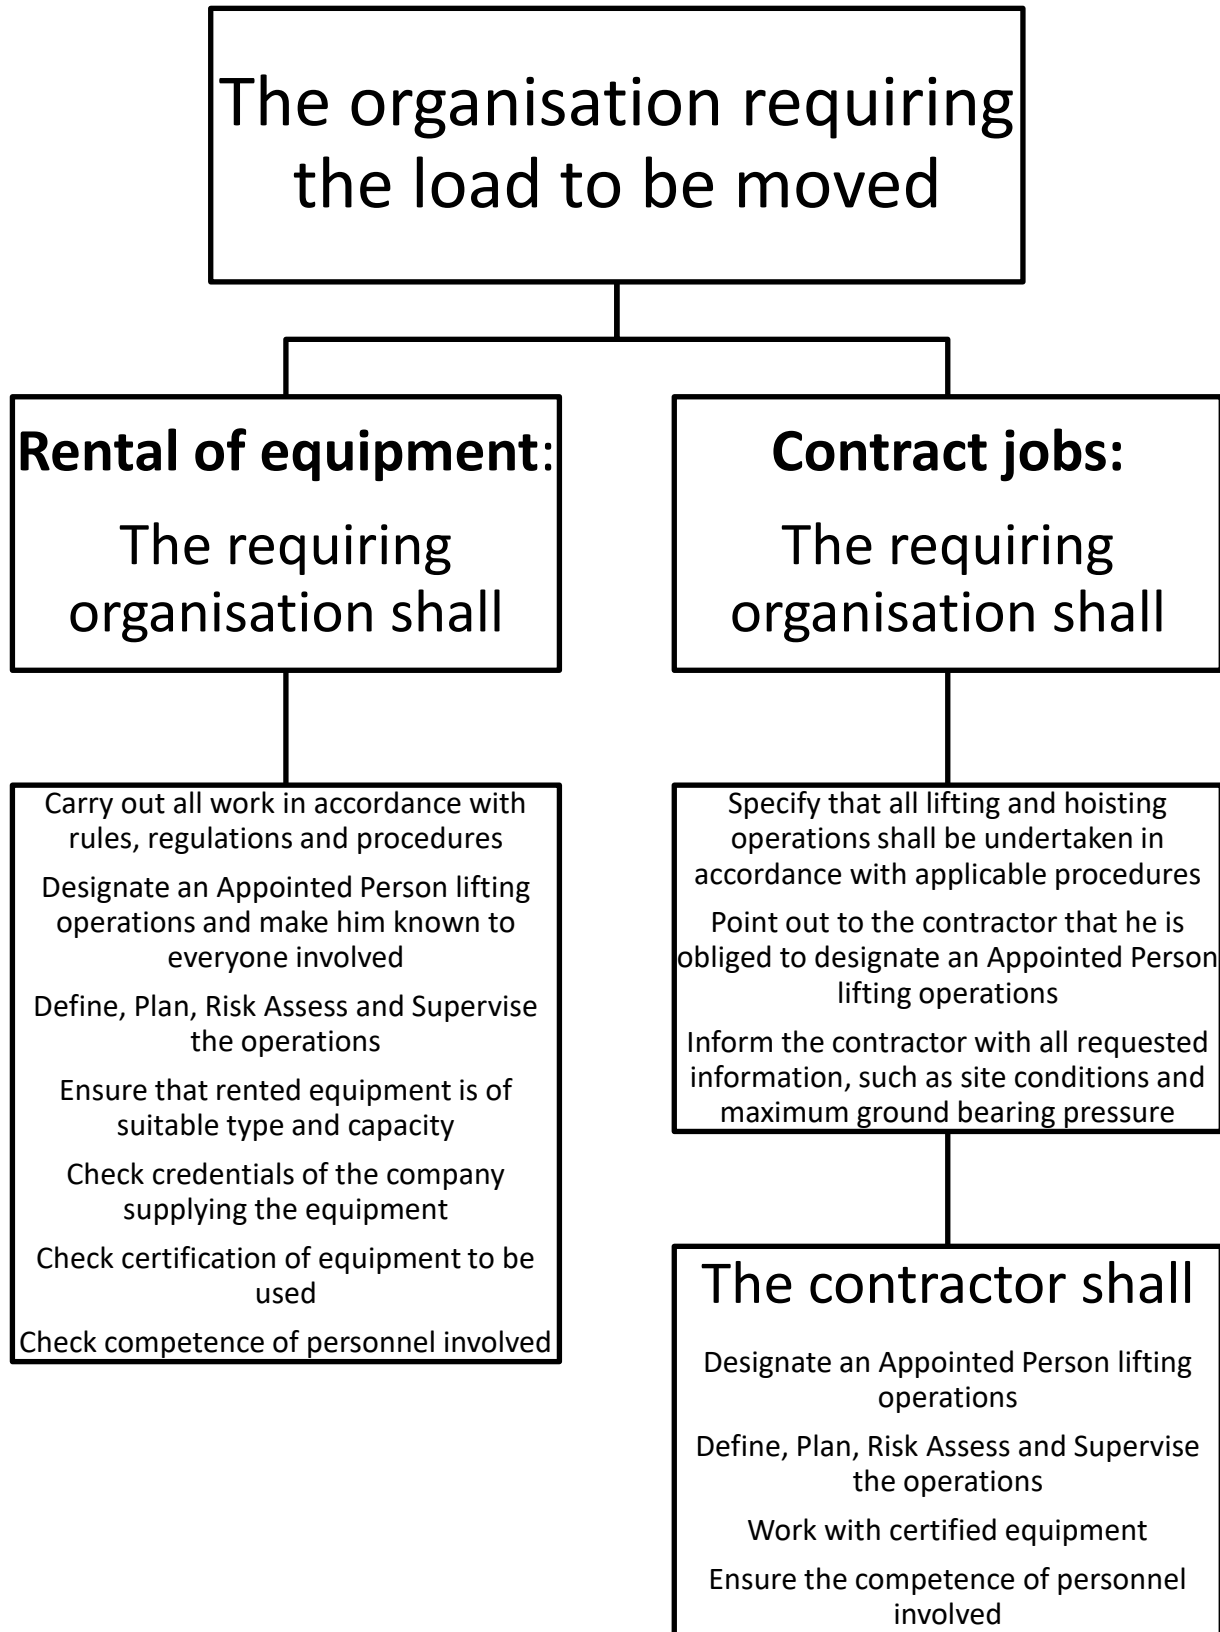 The organisation requiring
the load to be moved
Rental of equipment:
The requiring
organisation shall
Carry out all work in accordance with
rules, regulations and procedures
Designate an Appointed Person lifting
operations and make him known to
everyone involved
Define, Plan, Risk Assess and Supervise
the operations
Ensure that rented equipment is of
suitable type and capacity
Check credentials of the company
supplying the equipment
Check certification of equipment to be
used
Check competence of personnel involved
Contract jobs:
The requiring
organisation shall
Specify that all lifting and hoisting
operations shall be undertaken in
accordance with applicable procedures
Point out to the contractor that he is
obliged to designate an Appointed Person
lifting operations
Inform the contractor with all requested
information, such as site conditions and
maximum ground bearing pressure
The contractor shall
Designate an Appointed Person lifting
operations
Define, Plan, Risk Assess and Supervise
the operations
Work with certified equipment
Ensure the competence of personnel
involved